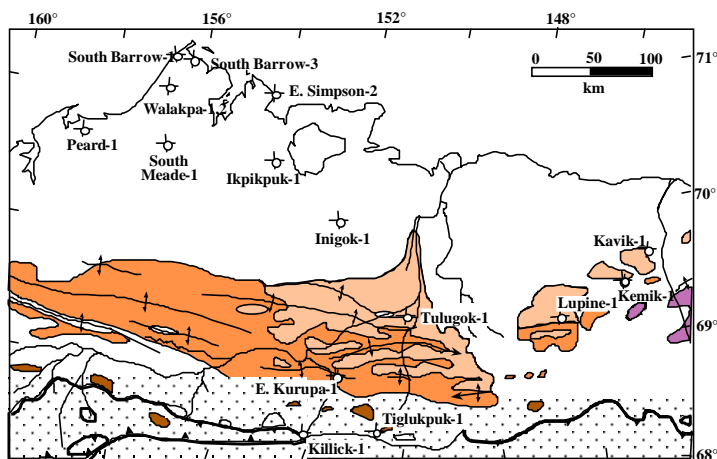 160°
156°
152°
148°
71°
South Barrow-1
South Barrow-3
0 50 100
km
E. Simpson-2
Walakpa-1,2
Peard-1
South
Meade-1
Ikpikpuk-1
70°
Inigok-1
Kavik-1
Kemik-1
Lupine-1
Tulugok-1
69°
E. Kurupa-1
Tiglukpuk-1
Killick-1
68°